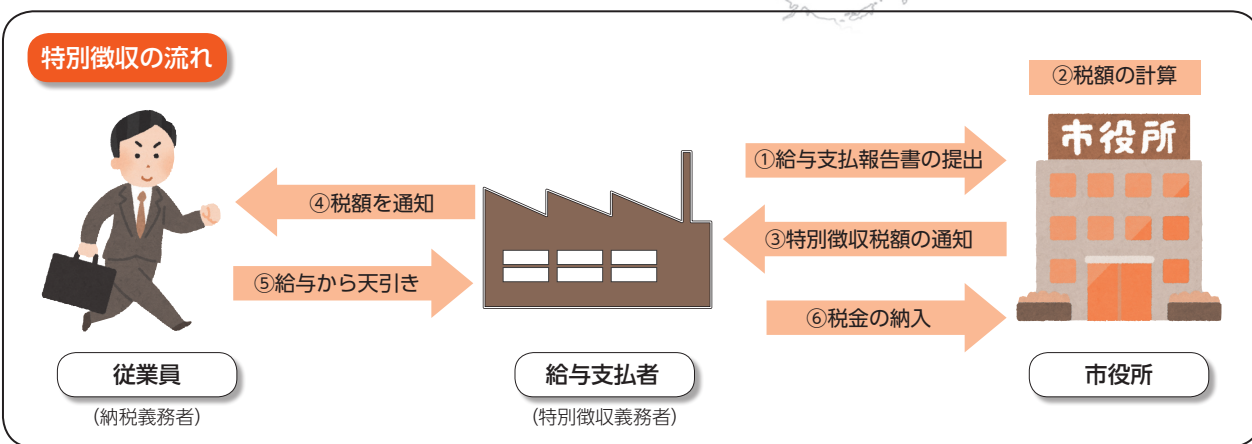 特別徴収の流れ
②税額の計算
市役所
①給与支払報告書の提出
④税額を通知
③特別徴収税額の通知
⑤給与から天引き
⑥税金の納入
従業員
(納税義務者)
給与支払者
(特別徴収義務者)
市役所